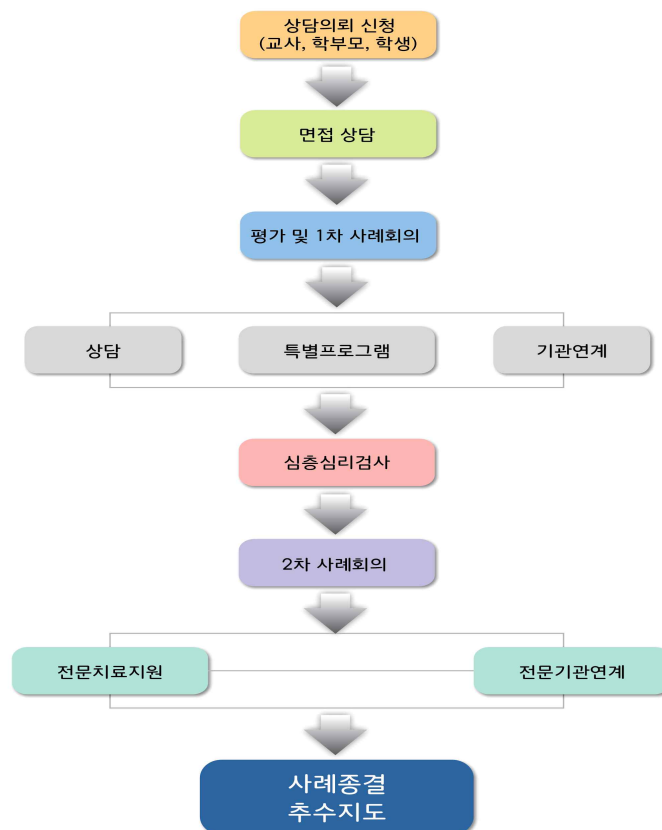 상담의뢰 신청
(교사, 학부모, 학생)
면접 상담
평가 및 1차 사례회의
상담
특별프로그램
기관연계
심층심리검사
2차 사례회의
전문치료지원
전문기관연계
사례종결
추수지도